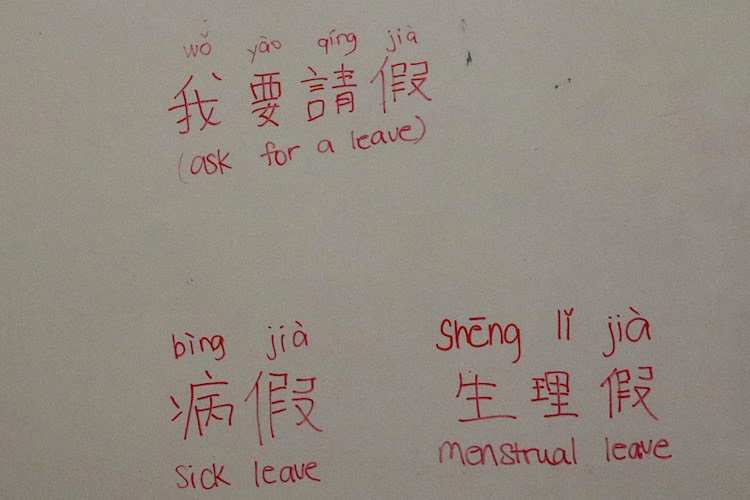 wǒ yào qíng jià
我要請假
(ask for a leave)
bìng jià
病假
sick leave
Shēng lǐ jià
生理假
menstrual leave